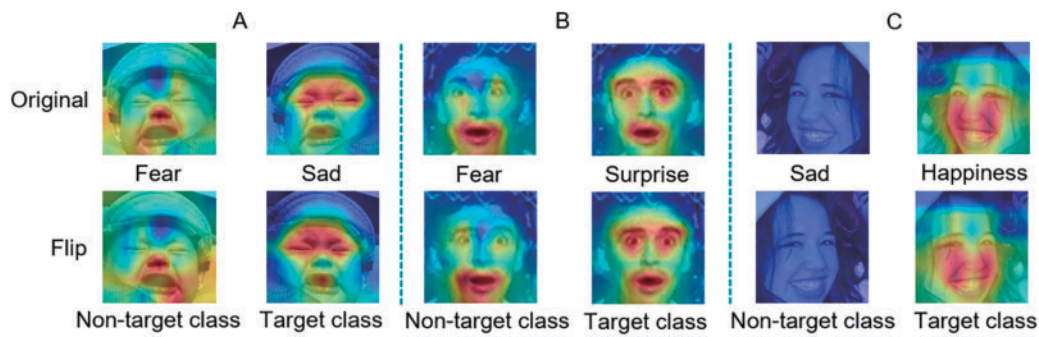 A B C
Original
Fear Sad Fear Surprise Sad Happiness
Flip
Non-target class Target class Non-target class Target class Non-target class Target class